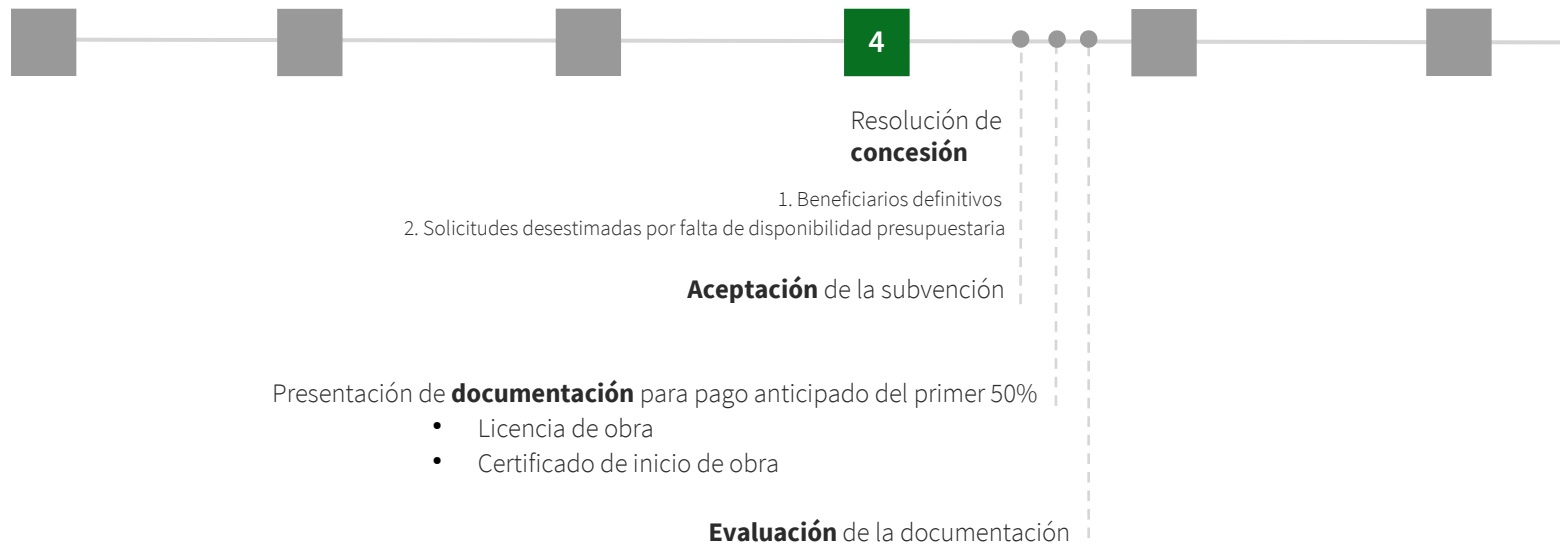 4
Resolución de
concesión
1. Beneficiarios definitivos
2. Solicitudes desestimadas por falta de disponibilidad presupuestaria
Aceptación de la subvención
Presentación de documentación para pago anticipado del primer 50%
• Licencia de obra
• Certificado de inicio de obra
Evaluación de la documentación